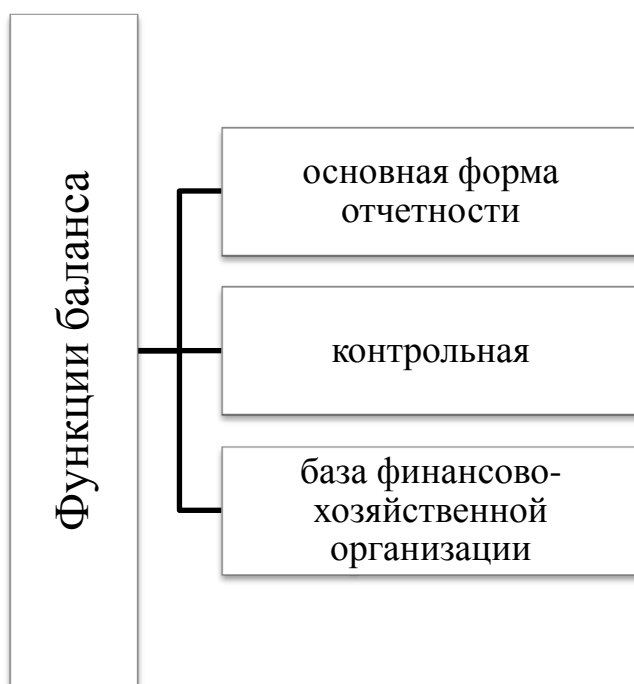 Функции баланса
основная форма
отчетности
контрольная
база финансово-
хозяйственной
организации